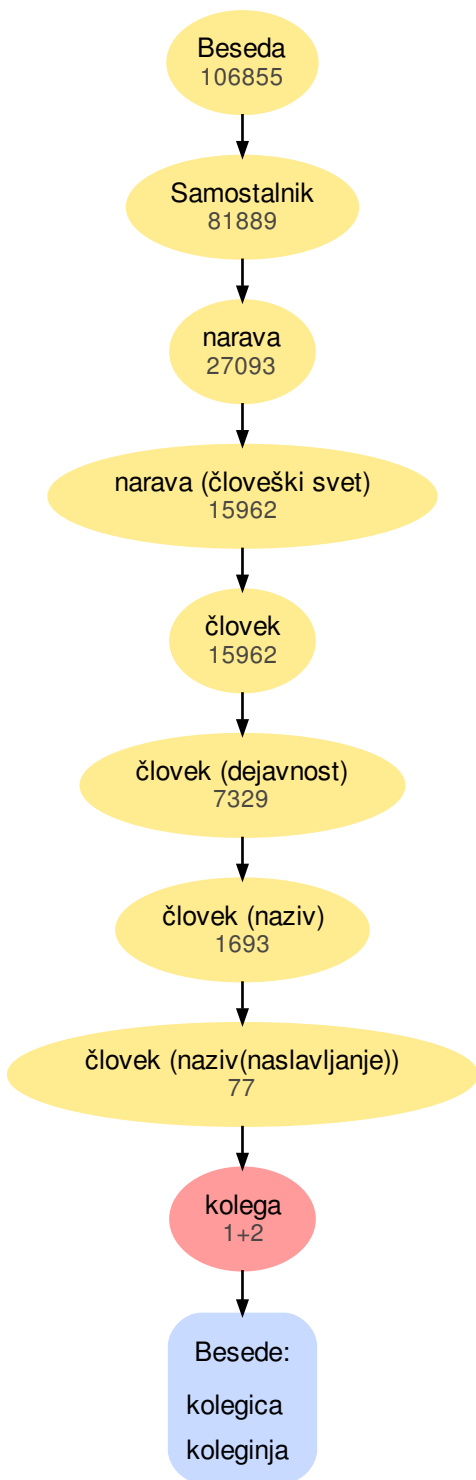 Beseda
106855
Samostalnik
81889
narava
27093
narava (človeški svet)
15962
človek
15962
človek (dejavnost)
7329
človek (naziv)
1693
človek (naziv(naslavljanje))
77
kolega
1+2
Besede:
kolegica
koleginja